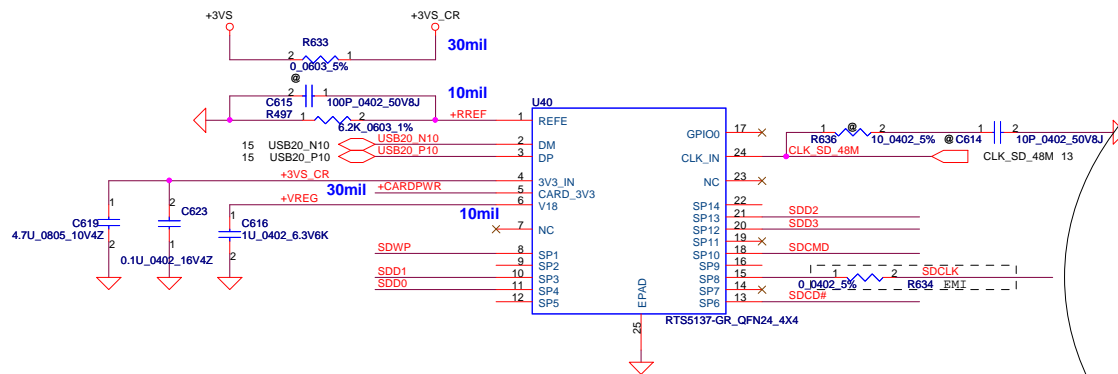 +3VS
+3VS_CR
R633
30mil
2
1
0_0603_5%
@
2
1
C615
100P_0402_50V8J
10mil
R497
1
2
+RREF
6.2K_0603_1%
U40
1
REFE
15
USB20_N10
USB20_N10
2
DM
15
USB20_P10
USB20_P10
3
DP
+3VS_CR
4
3V3_IN
30mil
+CARDPWR
5
CARD_3V3
+VREG
6
V18
10mil
7
NC
1
C619
4.7U_0805_10V4Z
2
2
C623
1
0.1U_0402_16V4Z
1
C616
1U_0402_6.3V6K
2
SDWP
8
SP1
9
SP2
SDD1
10
SP3
SDD0
11
SP4
12
SP5
EPAD
25
GPIO0
17
CLK_IN
24
NC
23
SP14
22
SP13
21
SDD2
SP12
20
SDD3
SP11
19
SP10
18
SDCMD
SP9
16
SP8
15
SP7
14
SP6
13
SDCD#
RTS5137-GR_QFN24_4X4
1
@
2
R636
10_0402_5%
@
C614
1
2
10P_0402_50V8J
CLK_SD_48M
CLK_SD_48M
13
1
2
SDCLK
0_0402_5%
R634
EMI